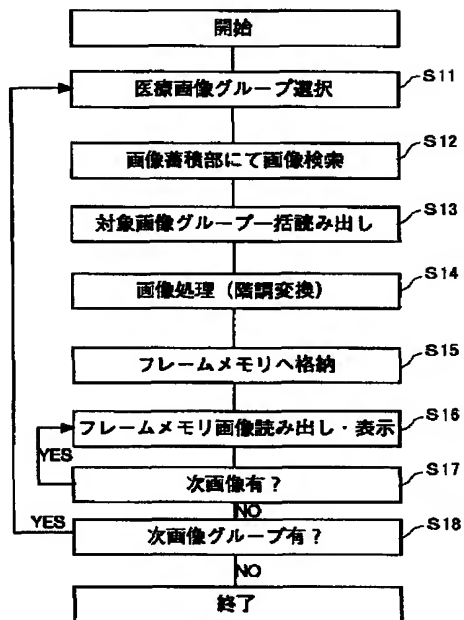 開始
医療画像グループ選択
S11
画像蓄積部にて画像検索
S12
対象画像グループ一括読み出し
S13
画像処理（階調変換）
S14
フレームメモリへ格納
S15
フレームメモリ画像読み出し・表示
S16
YES
次画像有？
S17
NO
YES
次画像グループ有？
S18
NO
終了